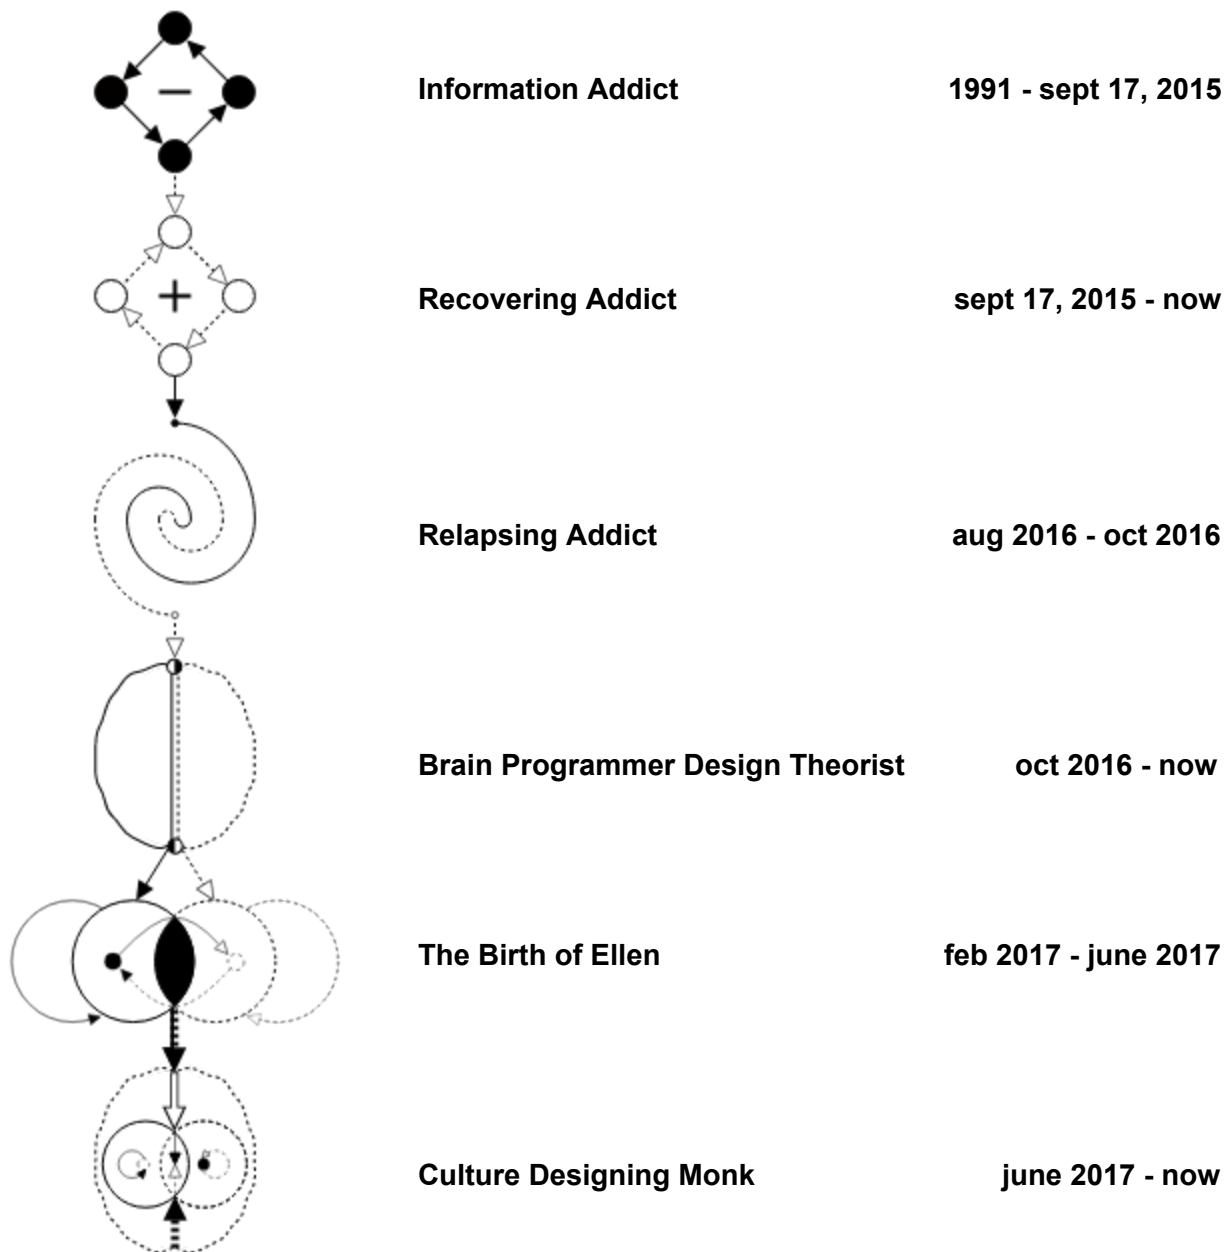 Information Addict 1991 - sept 17, 2015
Recovering Addict sept 17, 2015 - now
Relapsing Addict aug 2016 - oct 2016
Brain Programmer Design Theorist oct 2016 - now
The Birth of Ellen feb 2017 - june 2017
Culture Designing Monk june 2017 - now